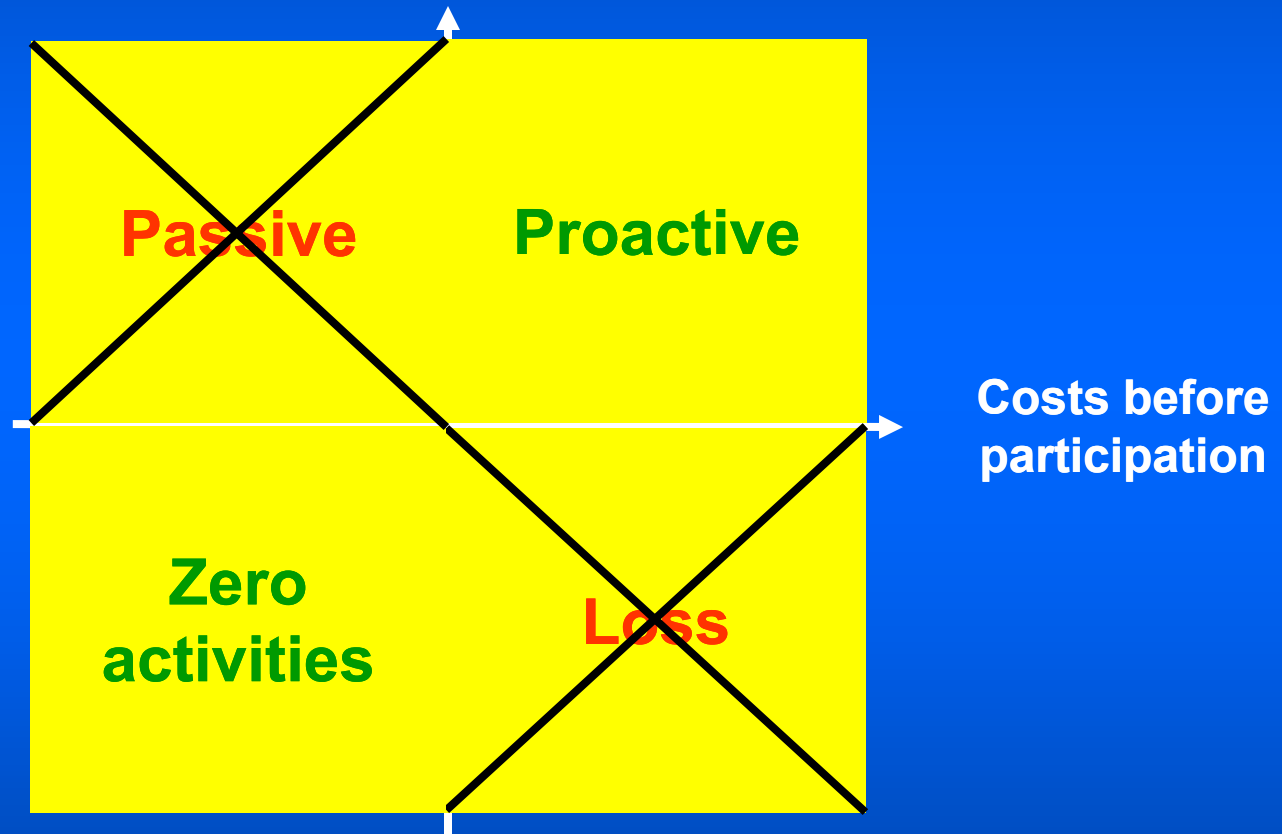 Passive
Proactive
Costs before
participation
Zero
activities
Loss